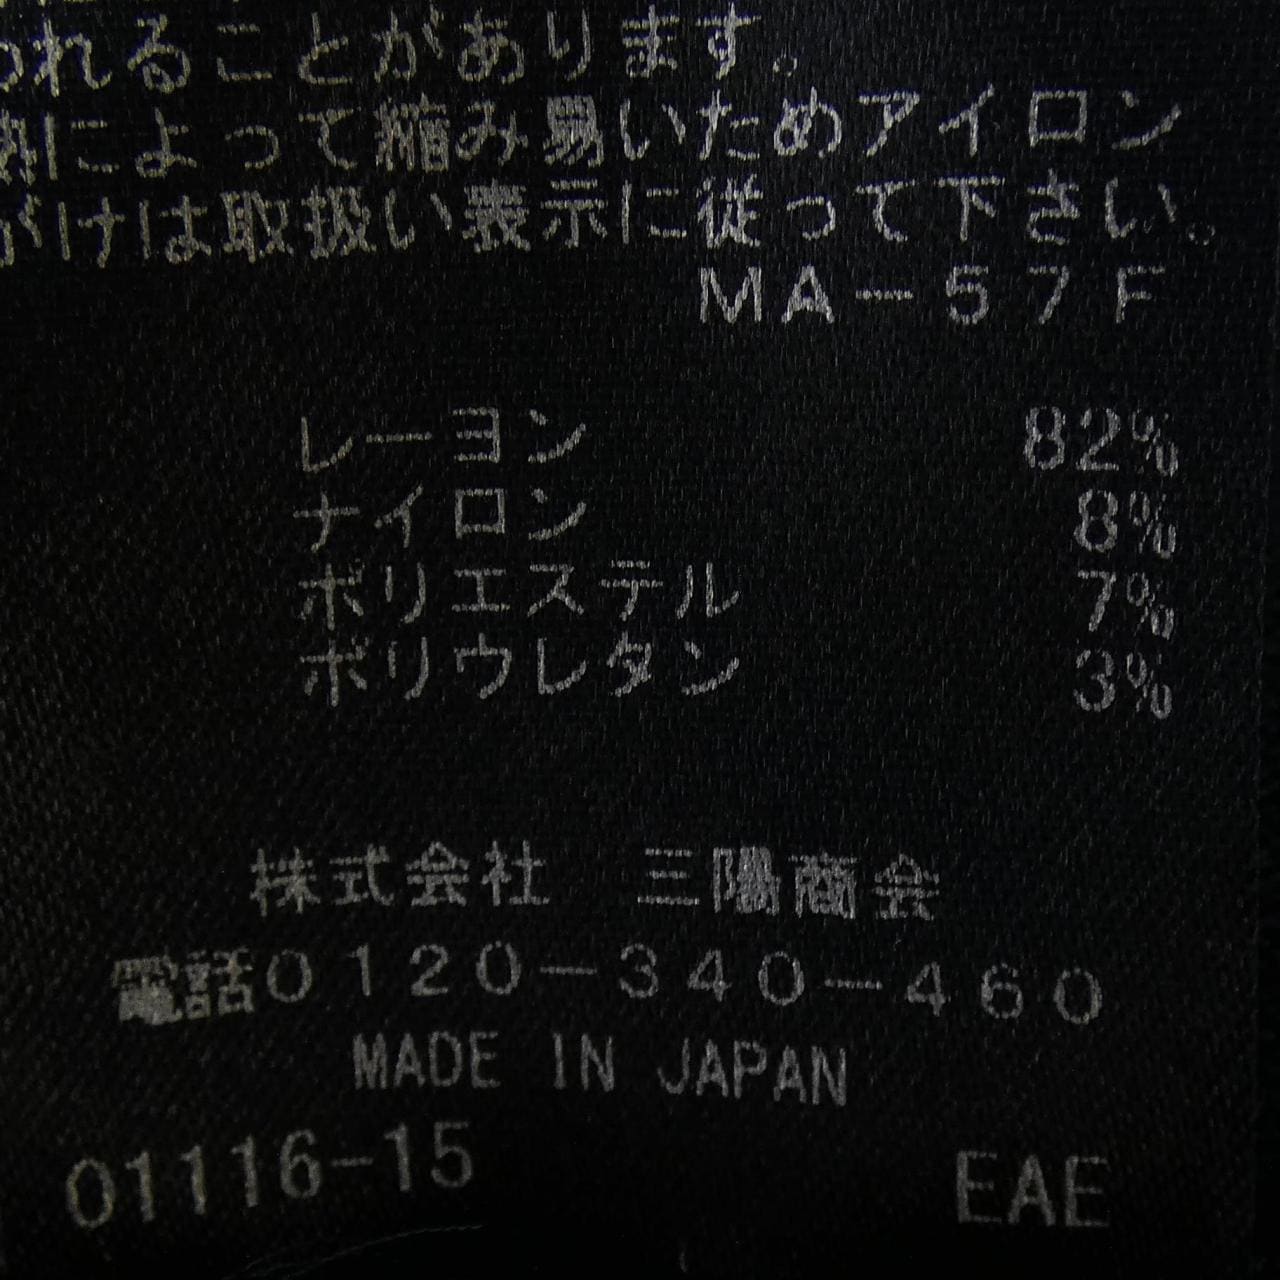 われることがあります。
剤によって縮み易いためアイロン
がけは取扱い表示に従って下さい。
MA-57F
レーヨン 82%
ナイロン 8%
ポリエステル 7%
ポリウレタン 3%
株式会社 三陽商会
電話0120-340-460
MADE IN JAPAN
01116-15 EAE